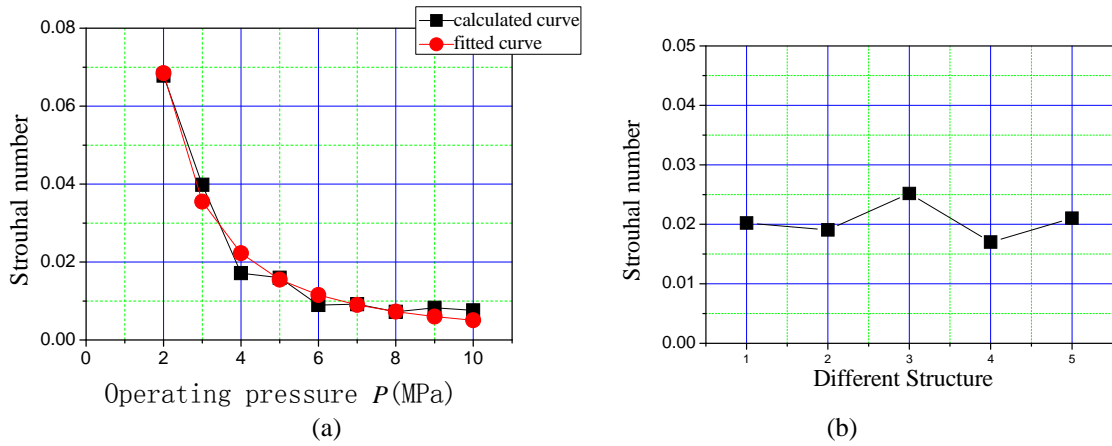 calculated curve
fitted curve
0.08
0.06
0.04
0.02
0.00
Strouhal number
0 2 4 6 8 10
Operating pressure P(MPa)
(a)
0.05
0.04
0.03
0.02
0.01
0.00
Strouhal number
1 2 3 4 5
Different Structure
(b)